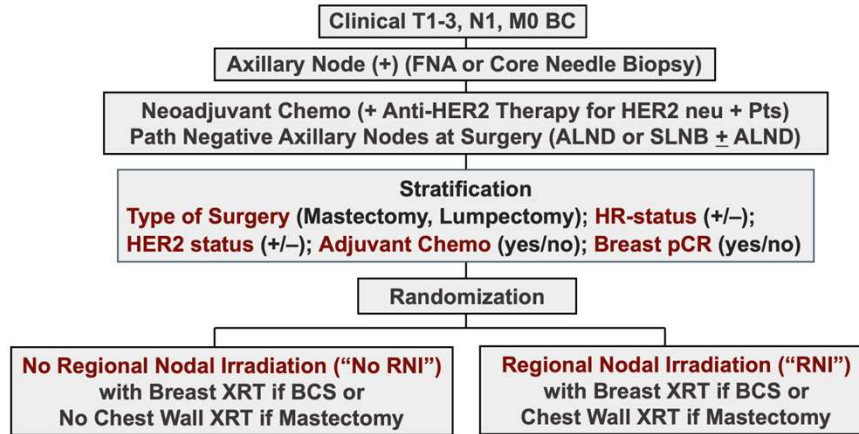 Clinical T1-3, N1, M0 BC
Axillary Node (+) (FNA or Core Needle Biopsy)
Neoadjuvant Chemo (+ Anti-HER2 Therapy for HER2 neu + Pts)
Path Negative Axillary Nodes at Surgery (ALND or SLNB ± ALND)
Stratification
Type of Surgery (Mastectomy, Lumpectomy); HR-status (+/–);
HER2 status (+/–); Adjuvant Chemo (yes/no); Breast pCR (yes/no)
Randomization
No Regional Nodal Irradiation (“No RNI”)
with Breast XRT if BCS or
No Chest Wall XRT if Mastectomy
Regional Nodal Irradiation (“RNI”)
with Breast XRT if BCS or
Chest Wall XRT if Mastectomy